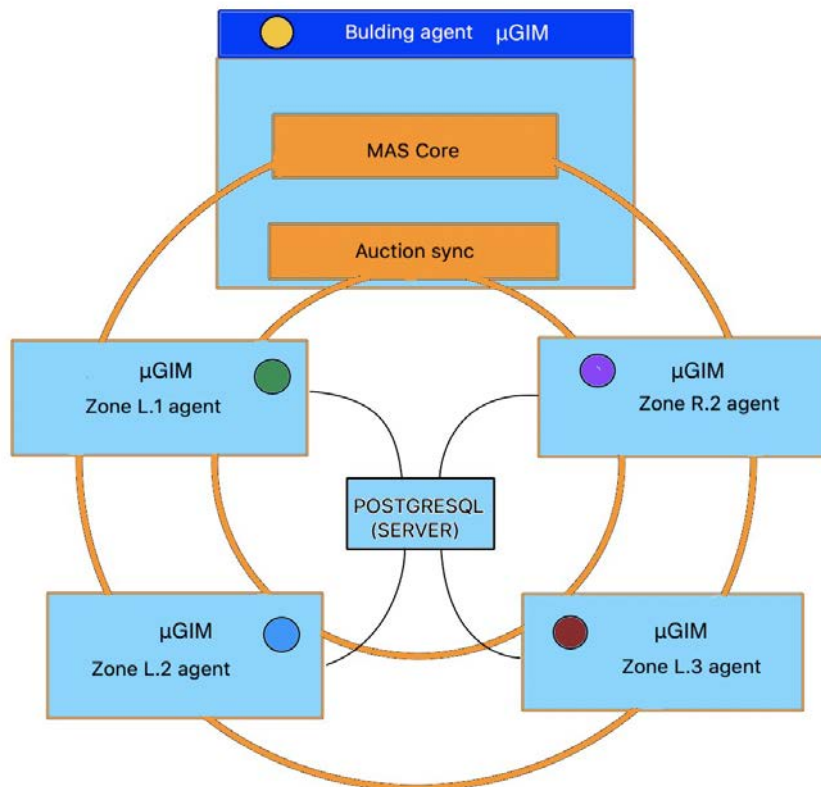 Bulding agent μGIM
MAS Core
Auction sync
μGIM
Zone L.1 agent
μGIM
Zone R.2 agent
POSTGRESQL
(SERVER)
μGIM
Zone L.2 agent
μGIM
Zone L.3 agent